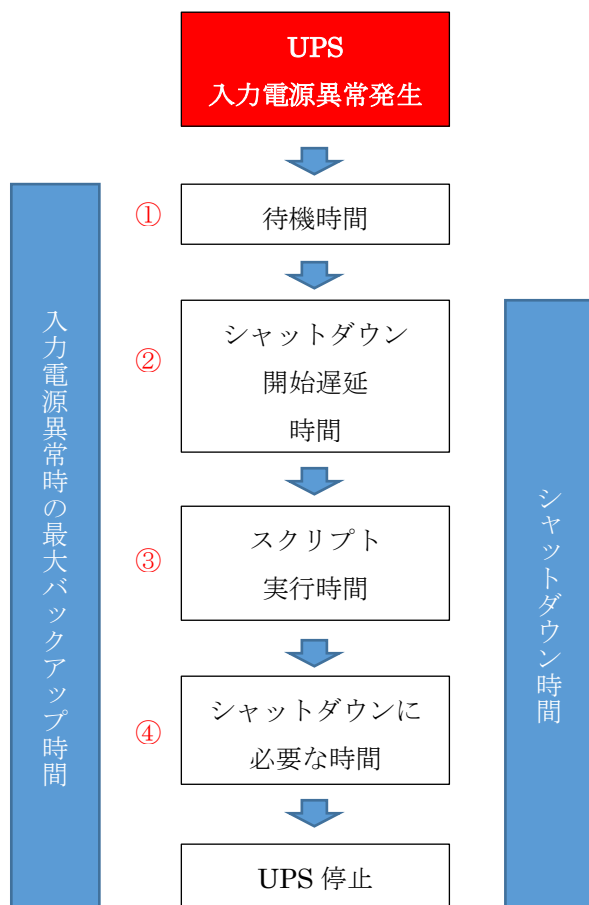 UPS
入力電源異常発生
①
待機時間
②
シャットダウン
開始遅延
時間
③
スクリプト
実行時間
④
シャットダウンに
必要な時間
UPS 停止
入力電源異常時の最大バックアップ時間
シャットダウン時間